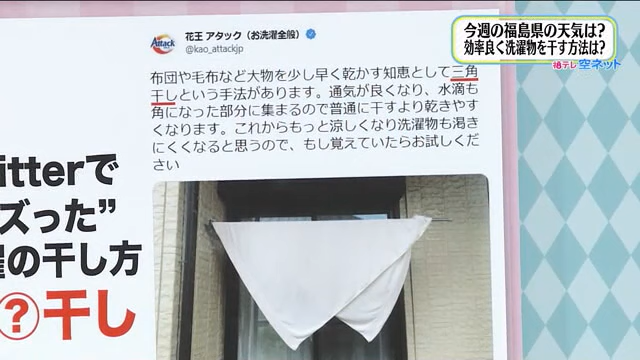 今週の福島県の天気は?
効率良く洗濯物を干す方法は?
福テレ 空ネット
Attack
花王 アタック(お洗濯全般)
@kao_attackjp
布団や毛布など大物を少し早く乾かす知恵として三角
干しという手法があります。通気が良くなり、水滴も
角になった部分に集まるので普通に干すより乾きやす
くなります。これからもっと涼しくなり洗濯物も渇き
にくくなると思うので、もし覚えていたらお試しくだ
さい
itterで
ズった”
の干し方
?干し